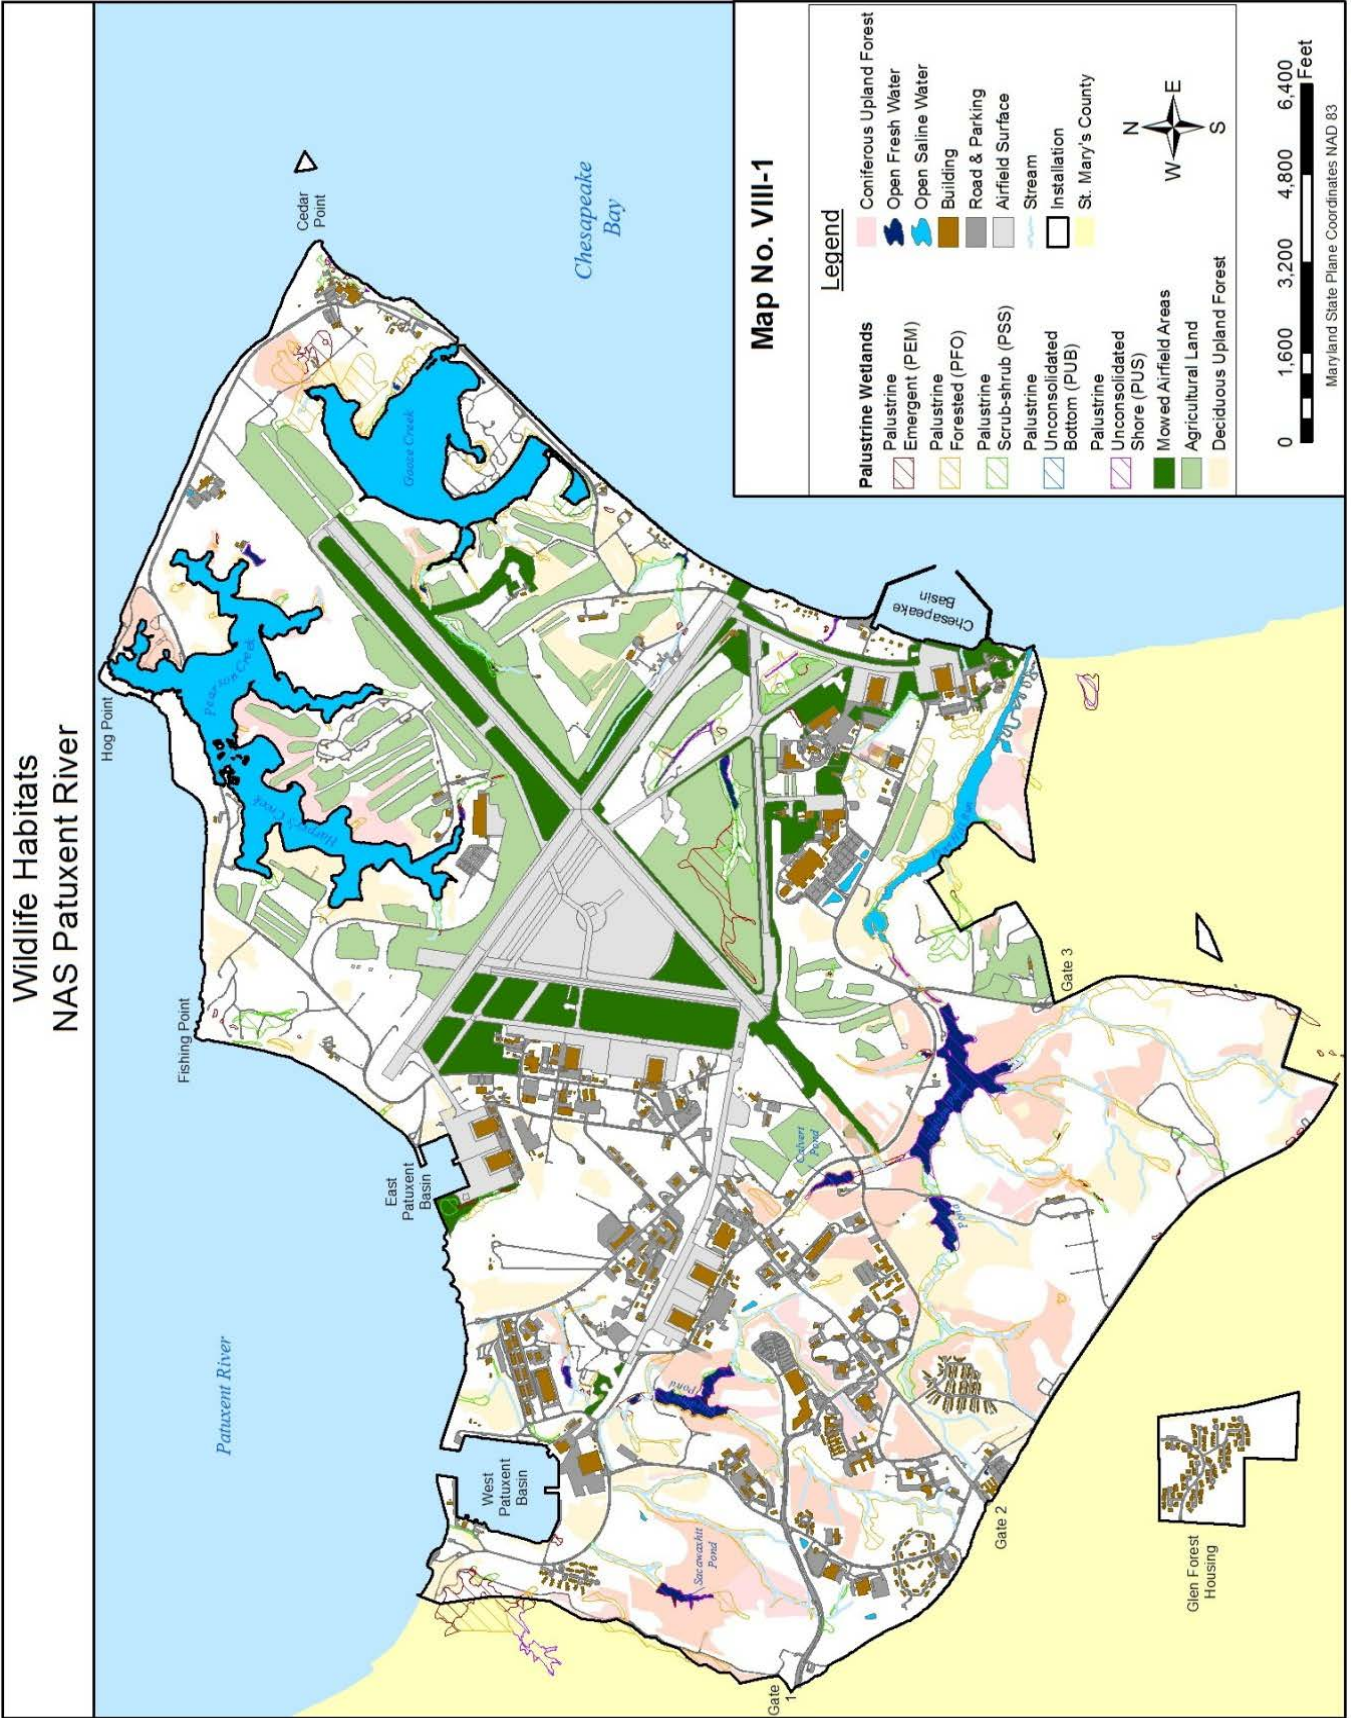 Wildlife Habitats
NAS Patuxent River
Hog Point
Fishing Point
Cedar
Point
Pearson Creek
Harper's Creek
Goose Creek
Chesapeake
Bay
Patuxent River
East
Patuxent
Basin
West
Patuxent
Basin
Chesapeake
Basin
Calvert
Pond
Pond
Pond
Sacawaxhit
Pond
Gate 3
Gate 2
Gate
1
Glen Forest
Housing
Map No. VIII-1
Legend
Palustrine Wetlands
Palustrine
Emergent (PEM)
Palustrine
Forested (PFO)
Palustrine
Scrub-shrub (PSS)
Palustrine
Unconsolidated
Bottom (PUB)
Palustrine
Unconsolidated
Shore (PUS)
Mowed Airfield Areas
Agricultural Land
Deciduous Upland Forest
Coniferous Upland Forest
Open Fresh Water
Open Saline Water
Building
Road & Parking
Airfield Surface
Stream
Installation
St. Mary's County
N
W
E
S
0 1,600 3,200 4,800 6,400
Feet
Maryland State Plane Coordinates NAD 83